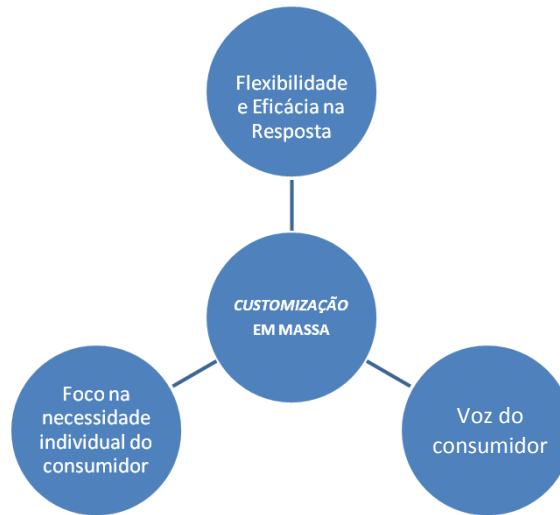 Flexibilidade
e Eficácia na
Resposta
CUSTOMIZAÇÃO
EM MASSA
Foco na
necessidade
individual do
consumidor
Voz do
consumidor